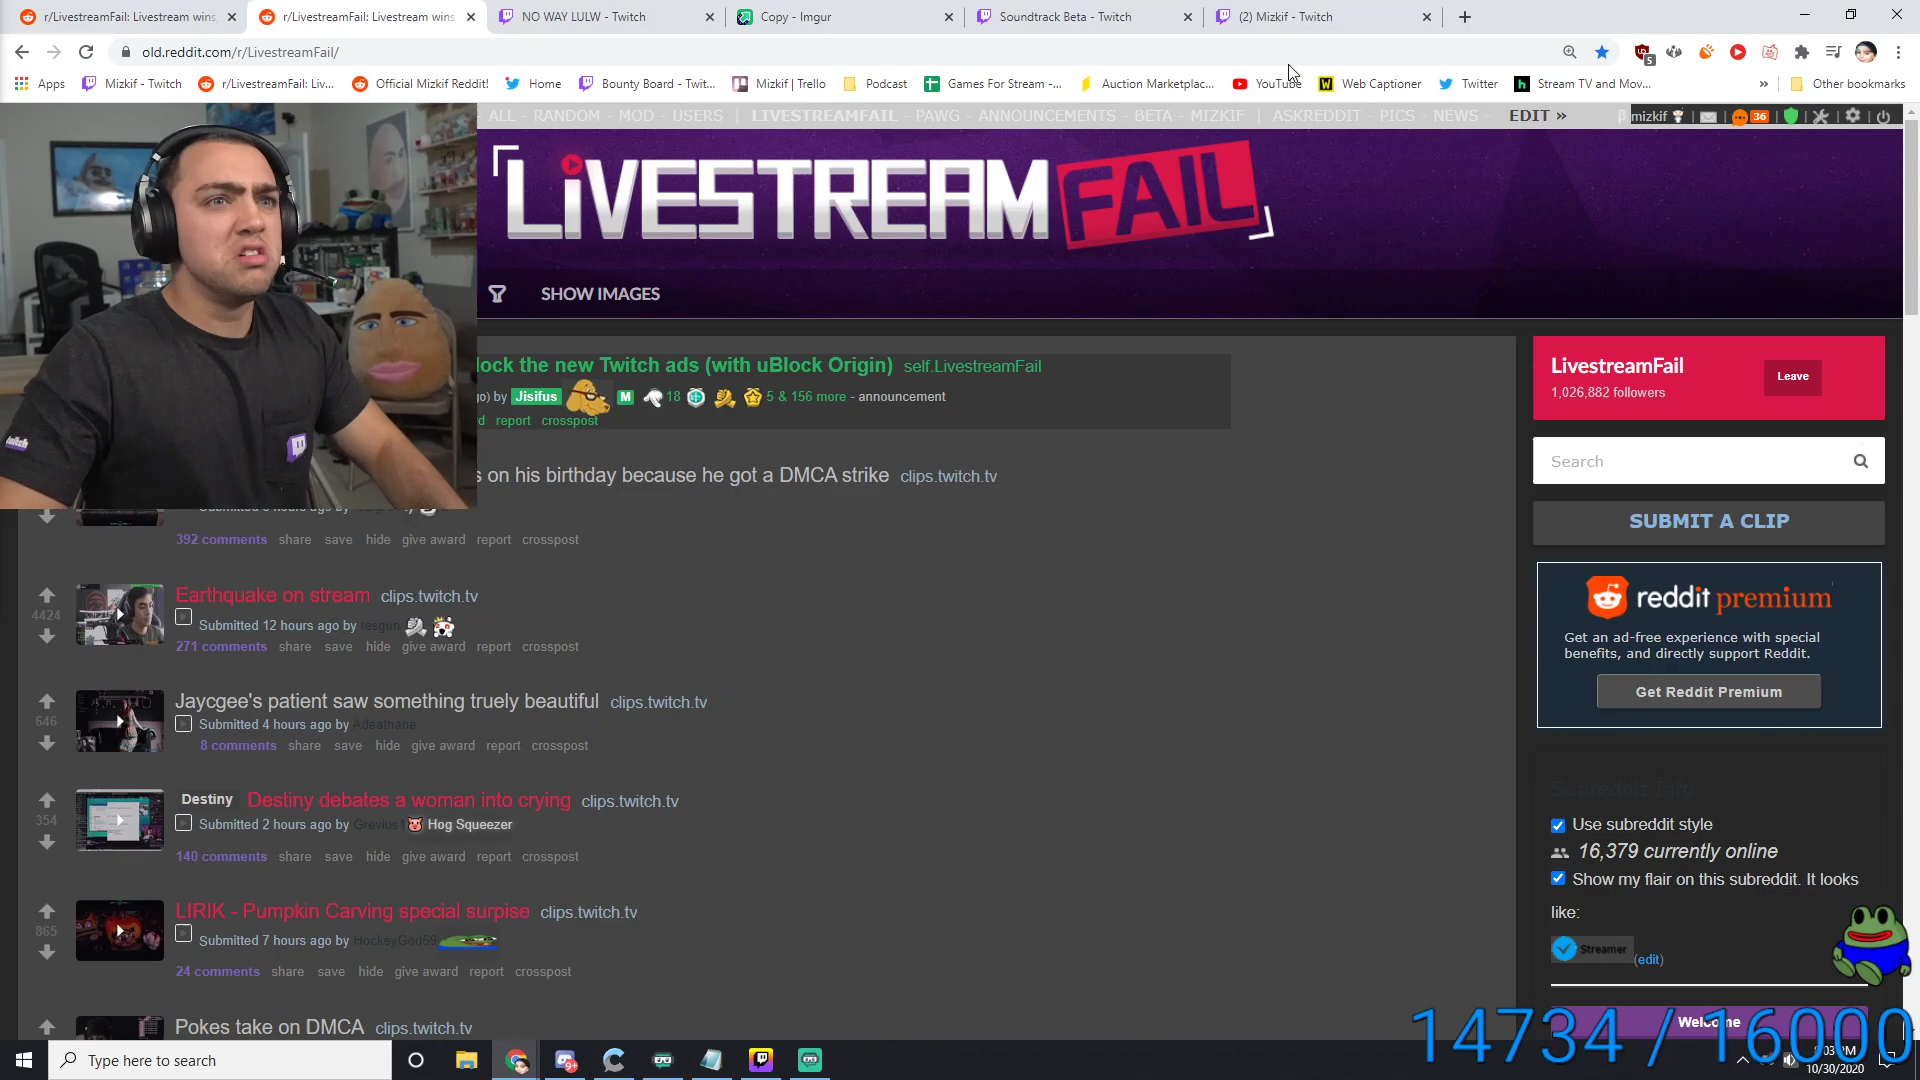 r/LivestreamFail: Livestream wins,
r/LivestreamFail: Livestream wins,
NO WAY LULW - Twitch
Copy - Imgur
Soundtrack Beta - Twitch
(2) Mizkif - Twitch
old.reddit.com/r/LivestreamFail/
5
Apps
Mizkif - Twitch
r/LivestreamFail: Liv...
Official Mizkif Reddit!
Home
Bounty Board - Twit...
Mizkif | Trello
Podcast
Games For Stream -...
Auction Marketplac...
YouTube
Web Captioner
Twitter
Stream TV and Mov...
»
Other bookmarks
ALL - RANDOM - MOD - USERS | LIVESTREAMFAIL - PAWG - ANNOUNCEMENTS - BETA - MIZKIF | ASKREDDIT - PICS - NEWS -
EDIT »
mizkif
36
LIVESTREAM FAIL
SHOW IMAGES
lock the new Twitch ads (with uBlock Origin) self.LivestreamFail
go) by Jisifus M 18 5 & 156 more - announcement
d report crosspost
s on his birthday because he got a DMCA strike clips.twitch.tv
392 comments share save hide give award report crosspost
4424
Earthquake on stream clips.twitch.tv
Submitted 12 hours ago by teegun
271 comments share save hide give award report crosspost
646
Jaycgee's patient saw something truely beautiful clips.twitch.tv
Submitted 4 hours ago by Adeathane
8 comments share save hide give award report crosspost
354
Destiny Destiny debates a woman into crying clips.twitch.tv
Submitted 2 hours ago by Grevius1 Hog Squeezer
140 comments share save hide give award report crosspost
865
LIRIK - Pumpkin Carving special surpise clips.twitch.tv
Submitted 7 hours ago by HockeyGod69
24 comments share save hide give award report crosspost
Pokes take on DMCA clips.twitch.tv
LivestreamFail
1,026,882 followers
Leave
Search
SUBMIT A CLIP
reddit premium
Get an ad-free experience with special
benefits, and directly support Reddit.
Get Reddit Premium
Subreddit Info
Use subreddit style
16,379 currently online
Show my flair on this subreddit. It looks
like:
Streamer
(edit)
Welcome
14734 / 16000
Type here to search
10/30/2020